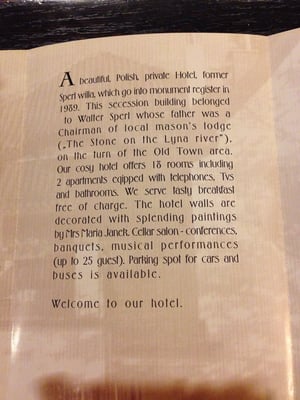 A beautiful, Polish, private Hotel, former
Sperl willa, which go into monument register in
1989. This secession building belonged
to Walter Sperl whose father was a
Chairman of local mason's lodge
(„The Stone on the Lyna river"),
on the turn of the Old Town area.
Our cosy hotel offers 18 rooms including
2 apartments eqipped with telephones, Tvs
and bathrooms. We serve tasty breakfast
free of charge. The hotel walls are
decorated with splending paintings
by Mrs Maria Janek. Cellar salon - conferences,
banquets, musical performances
(up to 25 guest). Parking spot for cars and
buses is available.
Welcome to our hotel.